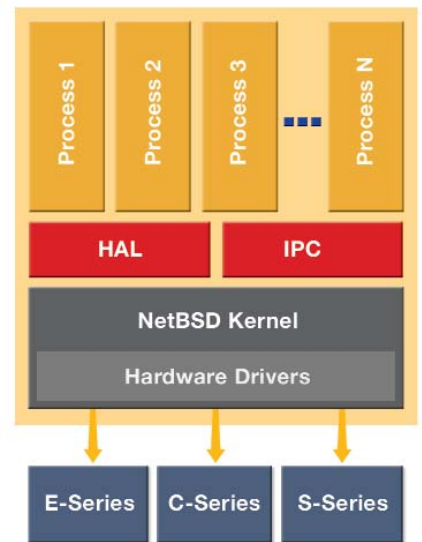 Process 1
Process 2
Process 3
Process N
HAL
IPC
NetBSD Kernel
Hardware Drivers
E-Series
C-Series
S-Series